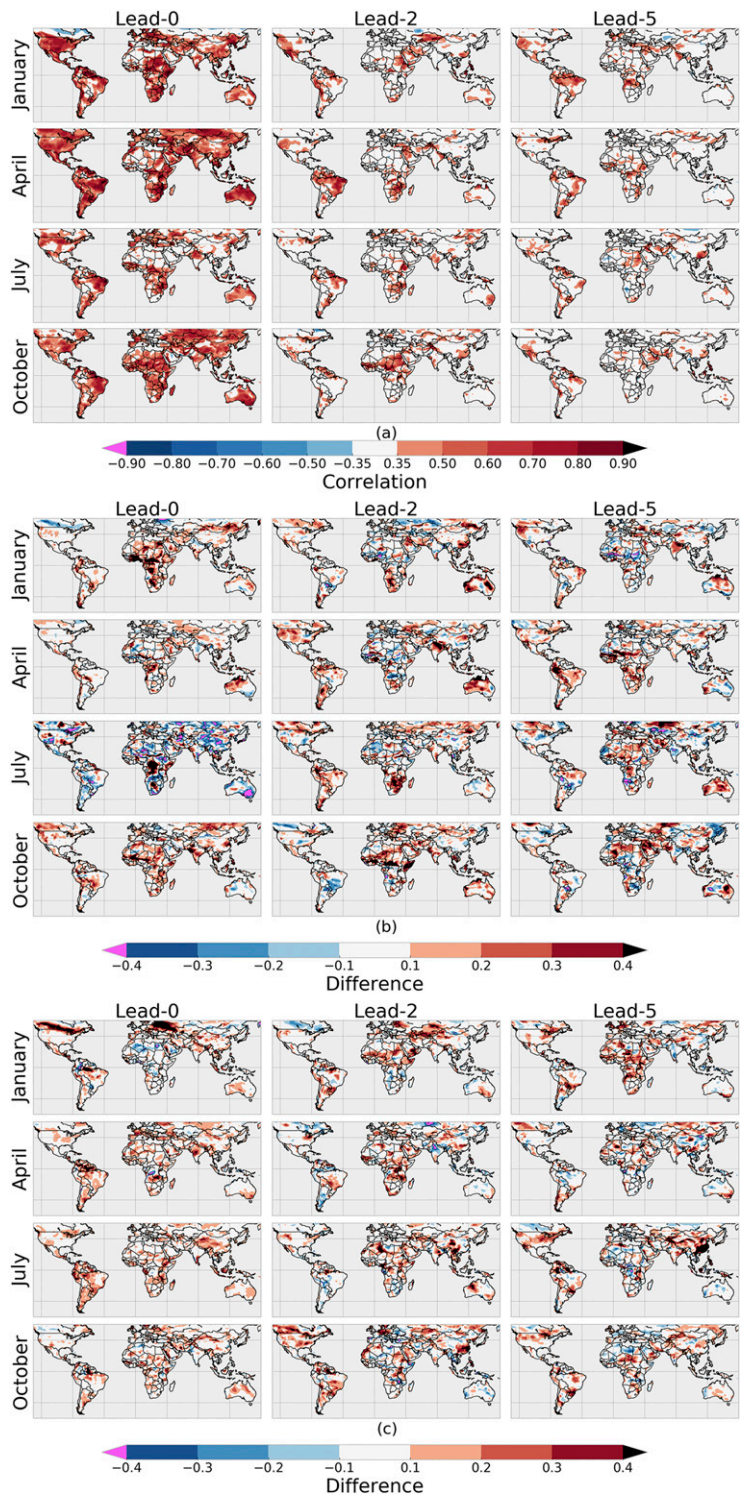 Lead-0 Lead-2 Lead-5
January
April
July
October
(a)
−0.90 −0.80 −0.70 −0.60 −0.50 −0.35 0.35 0.50 0.60 0.70 0.80 0.90
Correlation
Lead-0 Lead-2 Lead-5
January
April
July
October
(b)
−0.4 −0.3 −0.2 −0.1 0.1 0.2 0.3 0.4
Difference
Lead-0 Lead-2 Lead-5
January
April
July
October
(c)
−0.4 −0.3 −0.2 −0.1 0.1 0.2 0.3 0.4
Difference